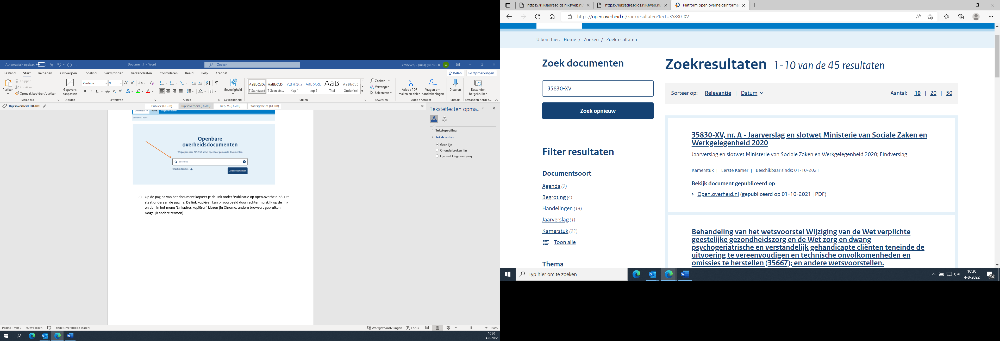 Automatisch opslaan
Document1 - Word
Zoeken
Vrancken, J (Julia) (BZ/BBH)
VJ
Bestand Start Invoegen Ontwerpen Indeling Verwijzingen Verzendlijsten Controleren Beeld Help Acrobat
Delen Opmerkingen
Plakken
Knippen
Kopiëren
Opmaak kopiëren/plakken
Klembord
Gegevens
aanpassen
Digidoc
Verdana 9
Lettertype
Alinea
Gevoeligheid
Gevoeligheid
AaBbCcDc AaBbCcDc AaBbCc AaBbCcE AaB AaBbCcC
¶ Standaard ¶ Geen afs... Kop 1 Kop 2 Titel Ondertitel
Stijlen
Zoeken
Vervangen
Selecteren
Bewerken
Adobe PDF
maken en delen
Vragen om
handtekeningen
Adobe Acrobat
Dicteren
Spraak
Bestanden
hergebruiken
Bestanden hergeb...
Rijksoverheid (DGRB)
Publiek (DGRB) Rijksoverheid (DGRB) Dep. V. (DGRB) Staatsgeheim (DGRB)
Overheid.nl Home Uitgebreid zoeken
U bent hier: Home
Openbare
overheidsdocumenten
Wegwijzer naar 245.950 actief openbaar gemaakte documenten
35830-XV
Uitgebreid zoeken
Zoek documenten
3) Op de pagina van het document kopieer je de link onder ‘Publicatie op open.overheid.nl’. Dit
staat onderaan de pagina. De link kopiëren kan bijvoorbeeld door rechter muisklik op de link
en dan in het menu ‘Linkadres kopiëren’ kiezen (in Chrome, andere browsers gebruiken
mogelijk andere termen).
Teksteffecten opma..
Tekstopvulling
Tekstcontour
Geen lijn
Ononderbroken lijn
Lijn met kleurovergang
Pagina 1 van 2 90 woorden Engels (Verenigde Staten)
Weergave-instellingen Focus 100%
10:30
4-8-2022
https://rijksadresgids.rijksweb.nl/
https://rijksadresgids.rijksweb.nl/
Platform open overheidsinforma
https://open.overheid.nl/zoekresultaten?text=35830-XV
U bent hier: Home / Zoeken / Zoekresultaten
Zoek documenten
35830-XV
Zoek opnieuw
Filter resultaten
Documentsoort
Agenda (2)
Begroting (4)
Handelingen (13)
Jaarverslag (1)
Kamerstuk (21)
Toon alle
Thema
Zoekresultaten 1-10 van de 45 resultaten
Sorteer op: Relevantie | Datum
Aantal: 10 | 20 | 50
35830-XV, nr. A - Jaarverslag en slotwet Ministerie van Sociale Zaken en
Werkgelegenheid 2020
Jaarverslag en slotwet Ministerie van Sociale Zaken en Werkgelegenheid 2020; Eindverslag
Kamerstuk | Eerste Kamer | Beschikbaar sinds: 01-10-2021
Bekijk document gepubliceerd op
Open.overheid.nl (gepubliceerd op 01-10-2021 | PDF)
Behandeling van het wetsvoorstel Wijziging van de Wet verplichte
geestelijke gezondheidszorg en de Wet zorg en dwang
psychogeriatrische en verstandelijk gehandicapte cliënten teneinde de
uitvoering te vereenvoudigen en technische onvolkomenheden en
omissies te herstellen (35667); en andere wetsvoorstellen.
Typ hier om te zoeken
10:30
4-8-2022
34